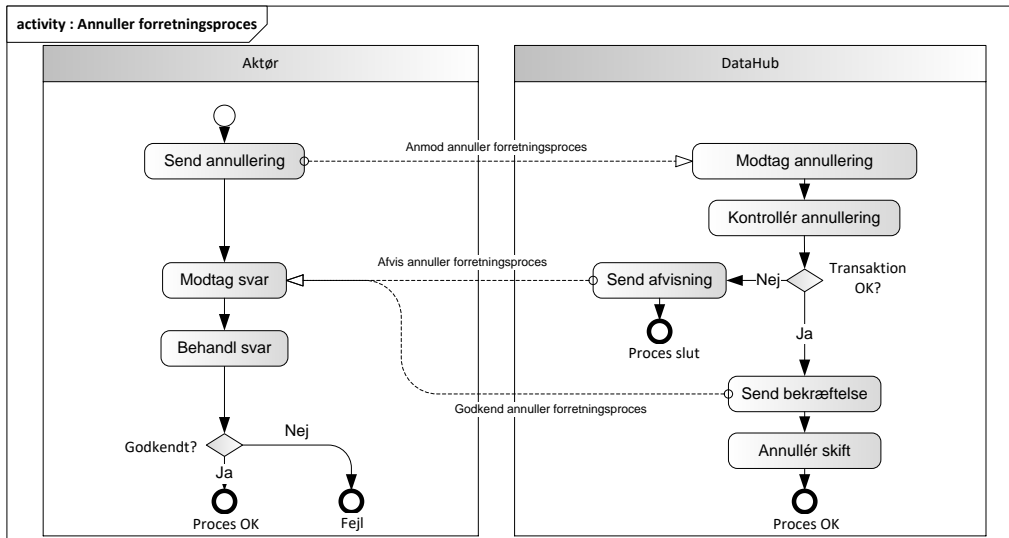 activity : Annuller forretningsproces
Aktør
DataHub
Send annullering
Anmod annuller forretningsproces
Modtag annullering
Kontrollér annullering
Afvis annuller forretningsproces
Modtag svar
Send afvisning
Nej
Transaktion
OK?
Behandl svar
Proces slut
Ja
Send bekræftelse
Godkend annuller forretningsproces
Godkendt?
Nej
Annullér skift
Ja
Proces OK
Fejl
Proces OK